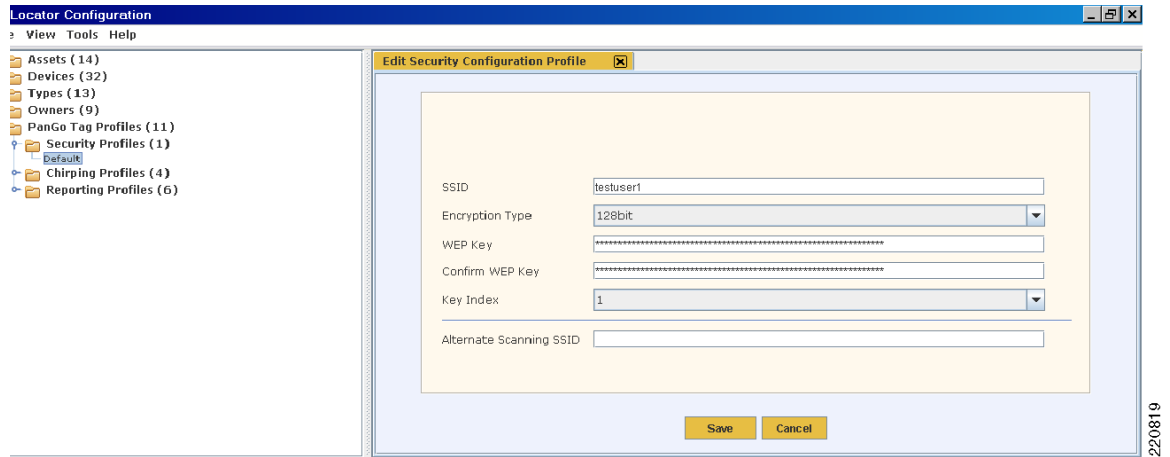 Locator Configuration
View Tools Help
Assets (14)
Devices (32)
Types (13)
Owners (9)
PanGo Tag Profiles (11)
Security Profiles (1)
Default
Chirping Profiles (4)
Reporting Profiles (6)
Edit Security Configuration Profile
SSID testuser1
Encryption Type 128bit
WEP Key
Confirm WEP Key
Key Index 1
Alternate Scanning SSID
Save Cancel
220819